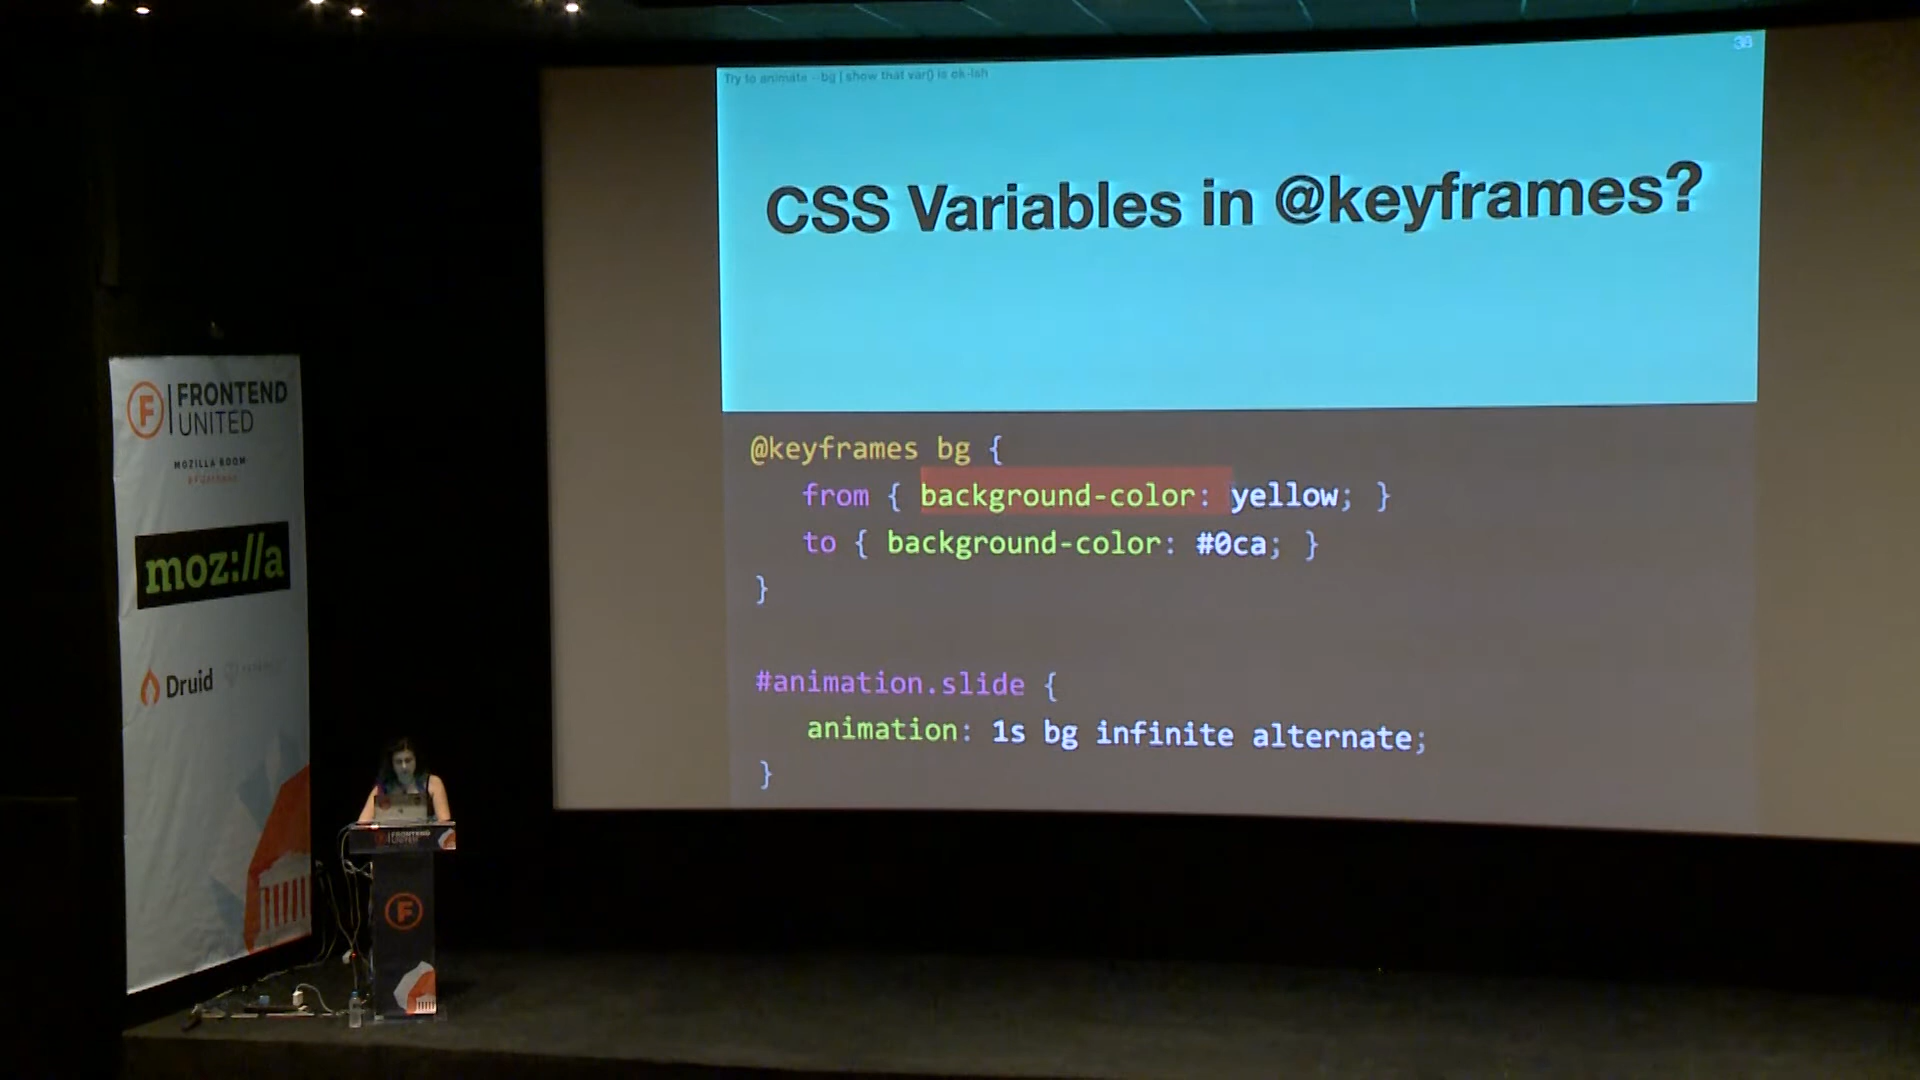 38
Try to animate --bg | show that var() is ok-ish
CSS Variables in @keyframes?
@keyframes bg {
from { background-color: yellow; }
to { background-color: #0ca; }
}
#animation.slide {
animation: 1s bg infinite alternate;
}
FRONTEND
UNITED
MOZILLA ROOM
moz://a
Druid
FRONTEND
UNITED